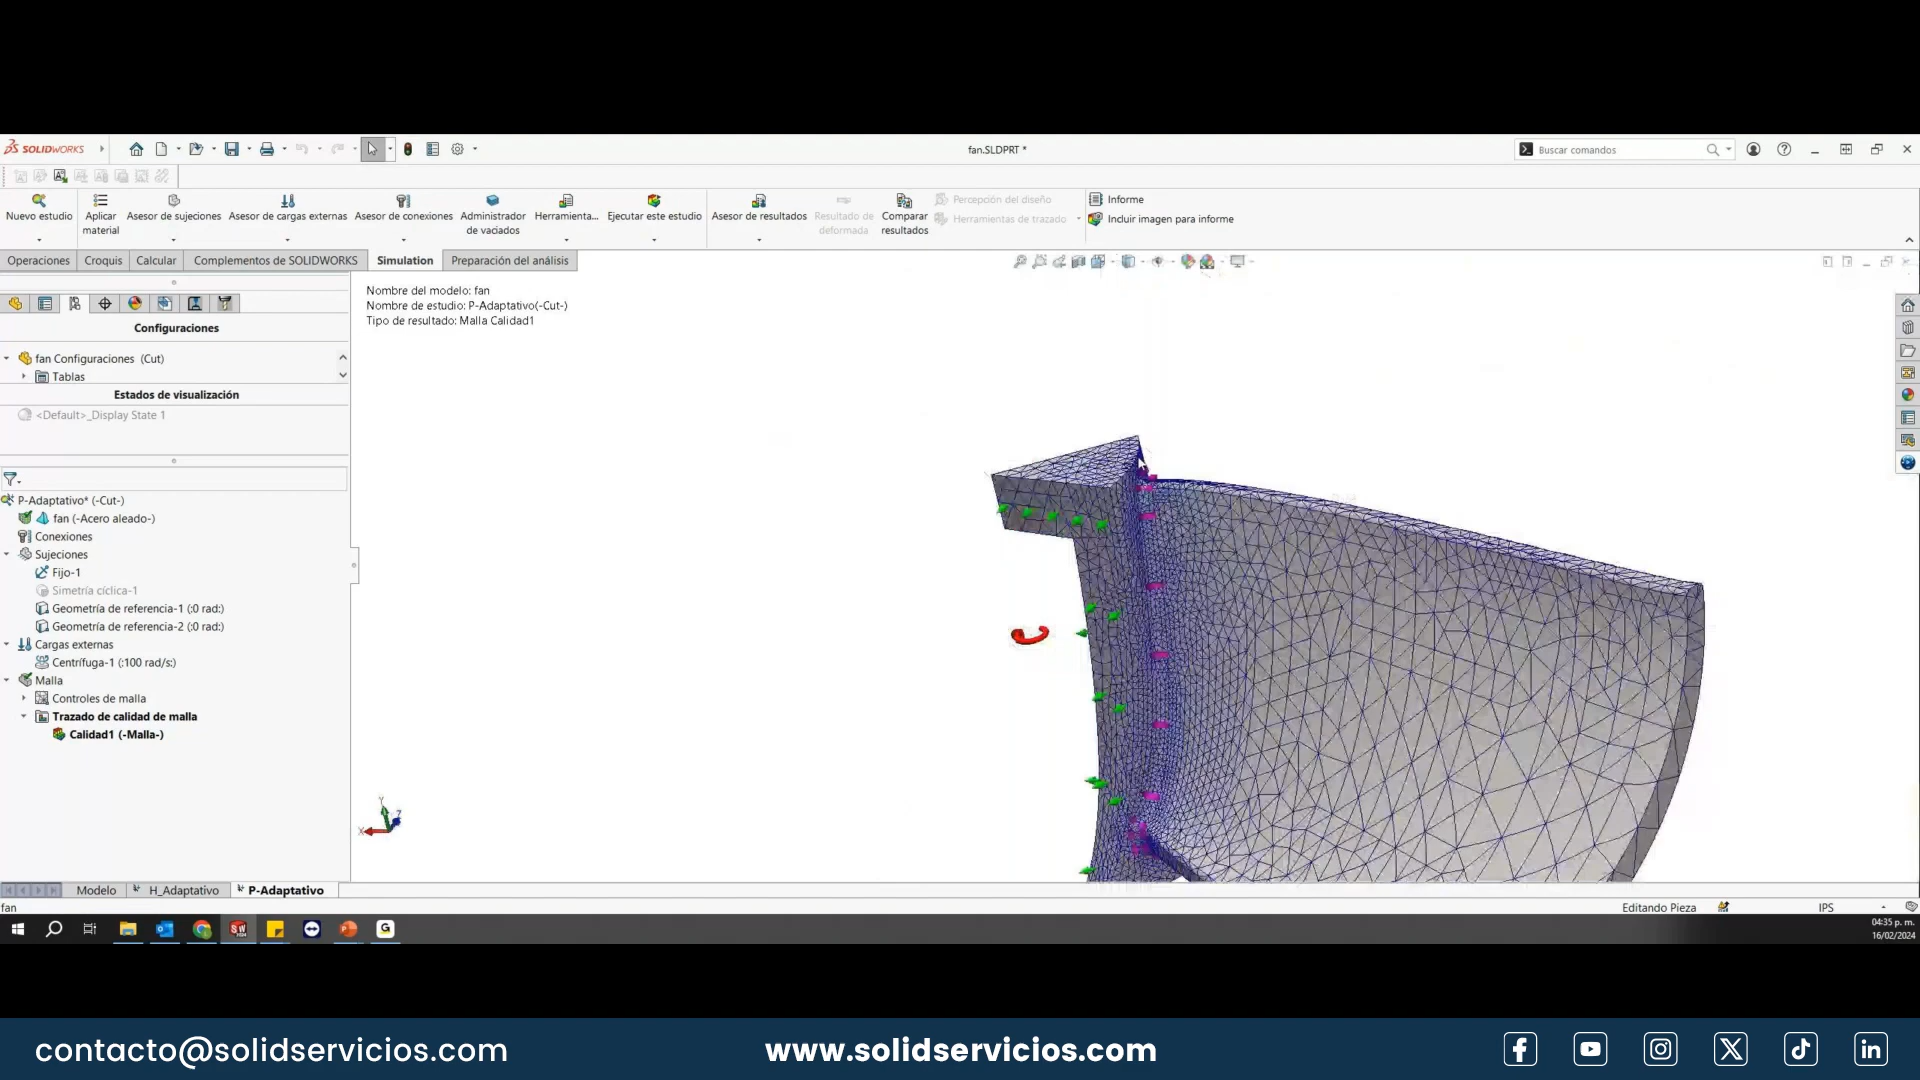 SOLIDWORKS
fan.SLDPRT *
Buscar comandos
Nuevo estudio
Aplicar material
Asesor de sujeciones
Asesor de cargas externas
Asesor de conexiones
Administrador de vaciados
Herramienta...
Ejecutar este estudio
Asesor de resultados
Resultado de deformada
Comparar resultados
Percepción del diseño
Herramientas de trazado
Informe
Incluir imagen para informe
Operaciones
Croquis
Calcular
Complementos de SOLIDWORKS
Simulation
Preparación del análisis
Nombre del modelo: fan
Nombre de estudio: P-Adaptativo(-Cut-)
Tipo de resultado: Malla Calidad1
Configuraciones
fan Configuraciones (Cut)
Tablas
Estados de visualización
<Default>_Display State 1
P-Adaptativo* (-Cut-)
fan (-Acero aleado-)
Conexiones
Sujeciones
Fijo-1
Simetría cíclica-1
Geometría de referencia-1 (:0 rad:)
Geometría de referencia-2 (:0 rad:)
Cargas externas
Centrífuga-1 (:100 rad/s:)
Malla
Controles de malla
Trazado de calidad de malla
Calidad1 (-Malla-)
Y
Z
X
Modelo
H_Adaptativo
P-Adaptativo
fan
Editando Pieza
IPS
04:35 p. m.
16/02/2024
contacto@solidservicios.com
www.solidservicios.com